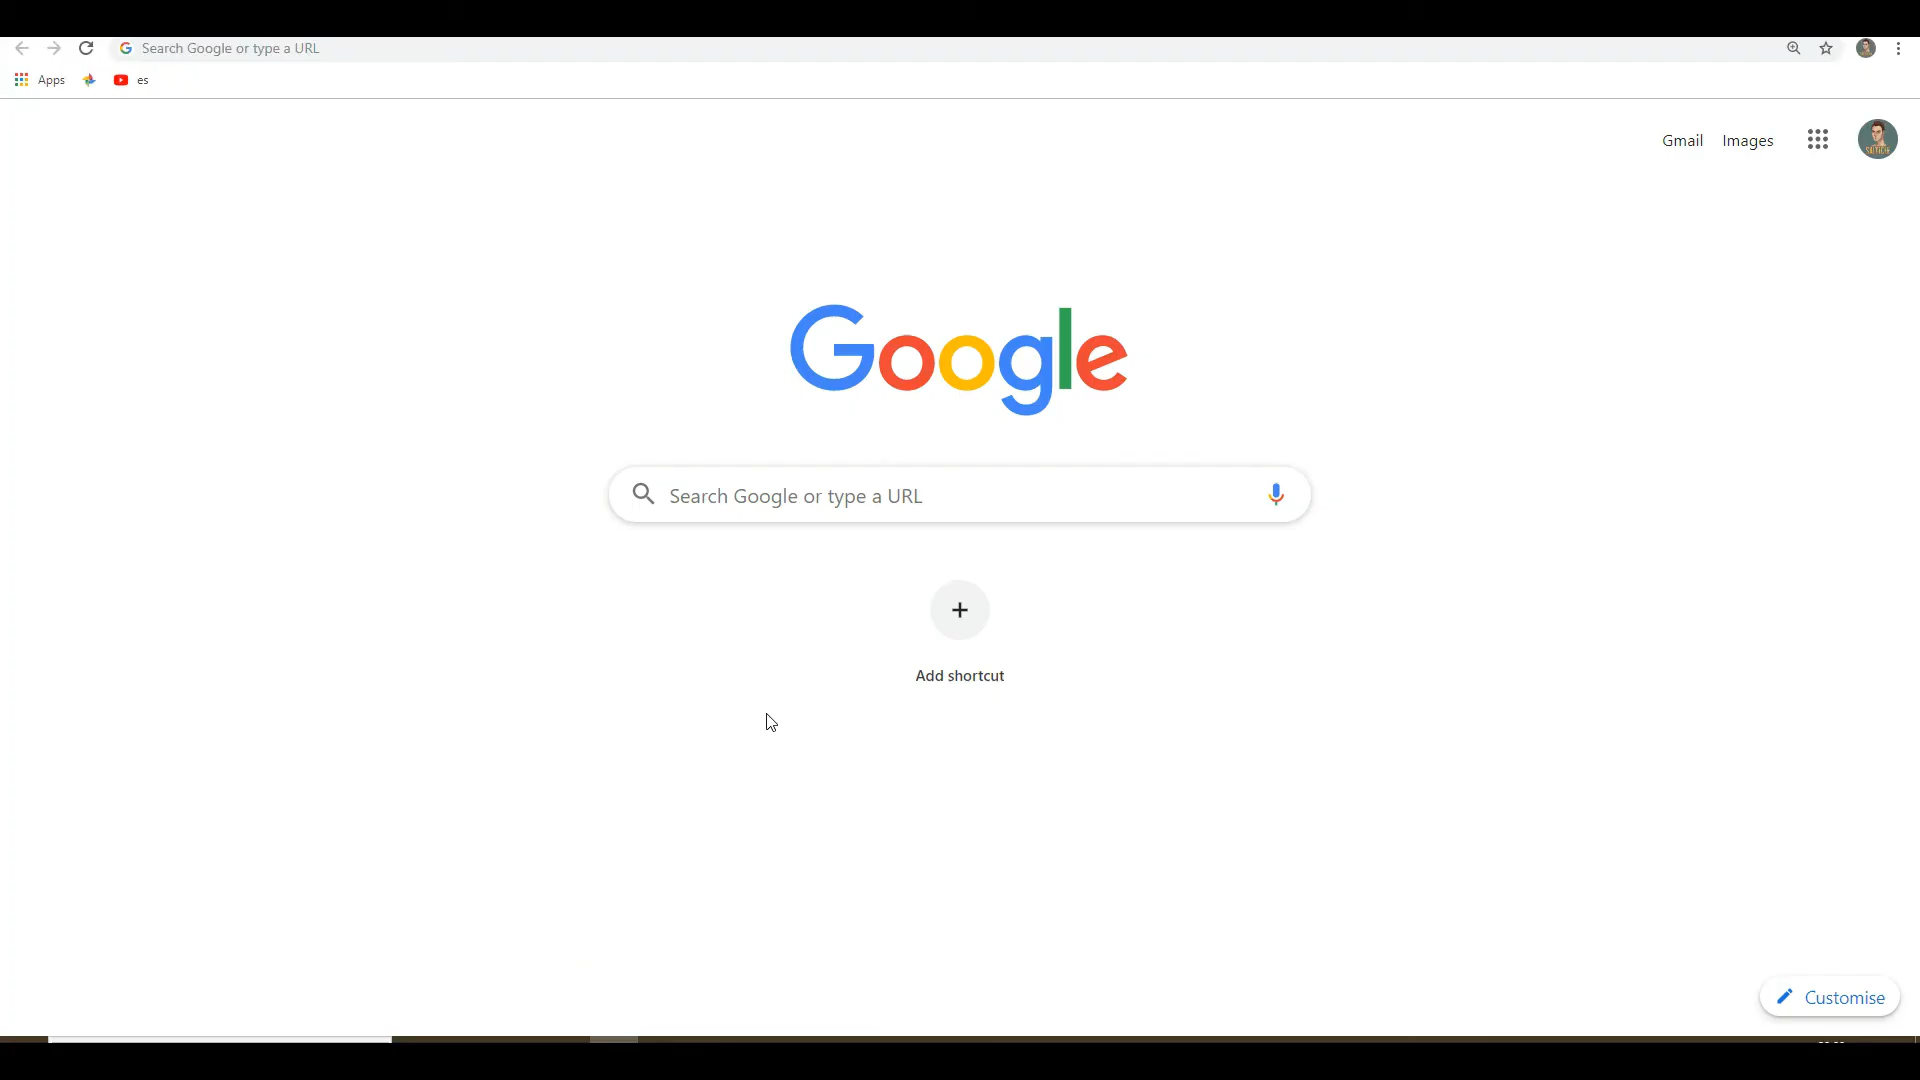 Search Google or type a URL
Apps
es
Gmail Images
Google
Search Google or type a URL
Add shortcut
Customise